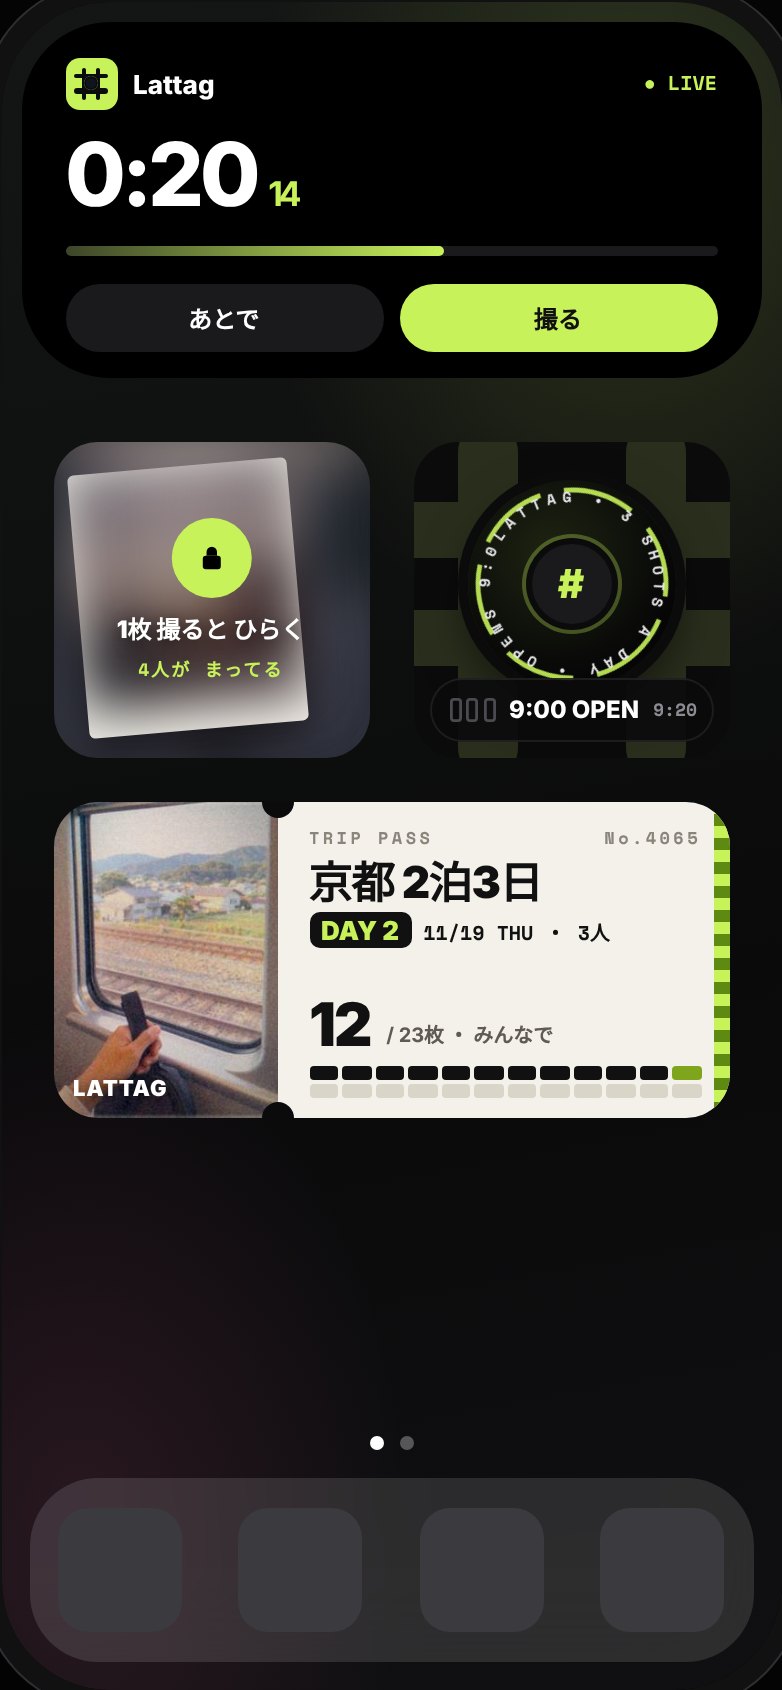 Lattag
• LIVE
0:20 14
あとで
撮る
1枚 撮ると ひらく
4人が まってる
LATTAG • 3 SHOTS A DAY • OPENS 9:0
#
9:00 OPEN 9:20
TRIP PASS
No.4065
京都 2泊3日
DAY 2 11/19 THU ・ 3人
12 / 23枚 ・ みんなで
LATTAG